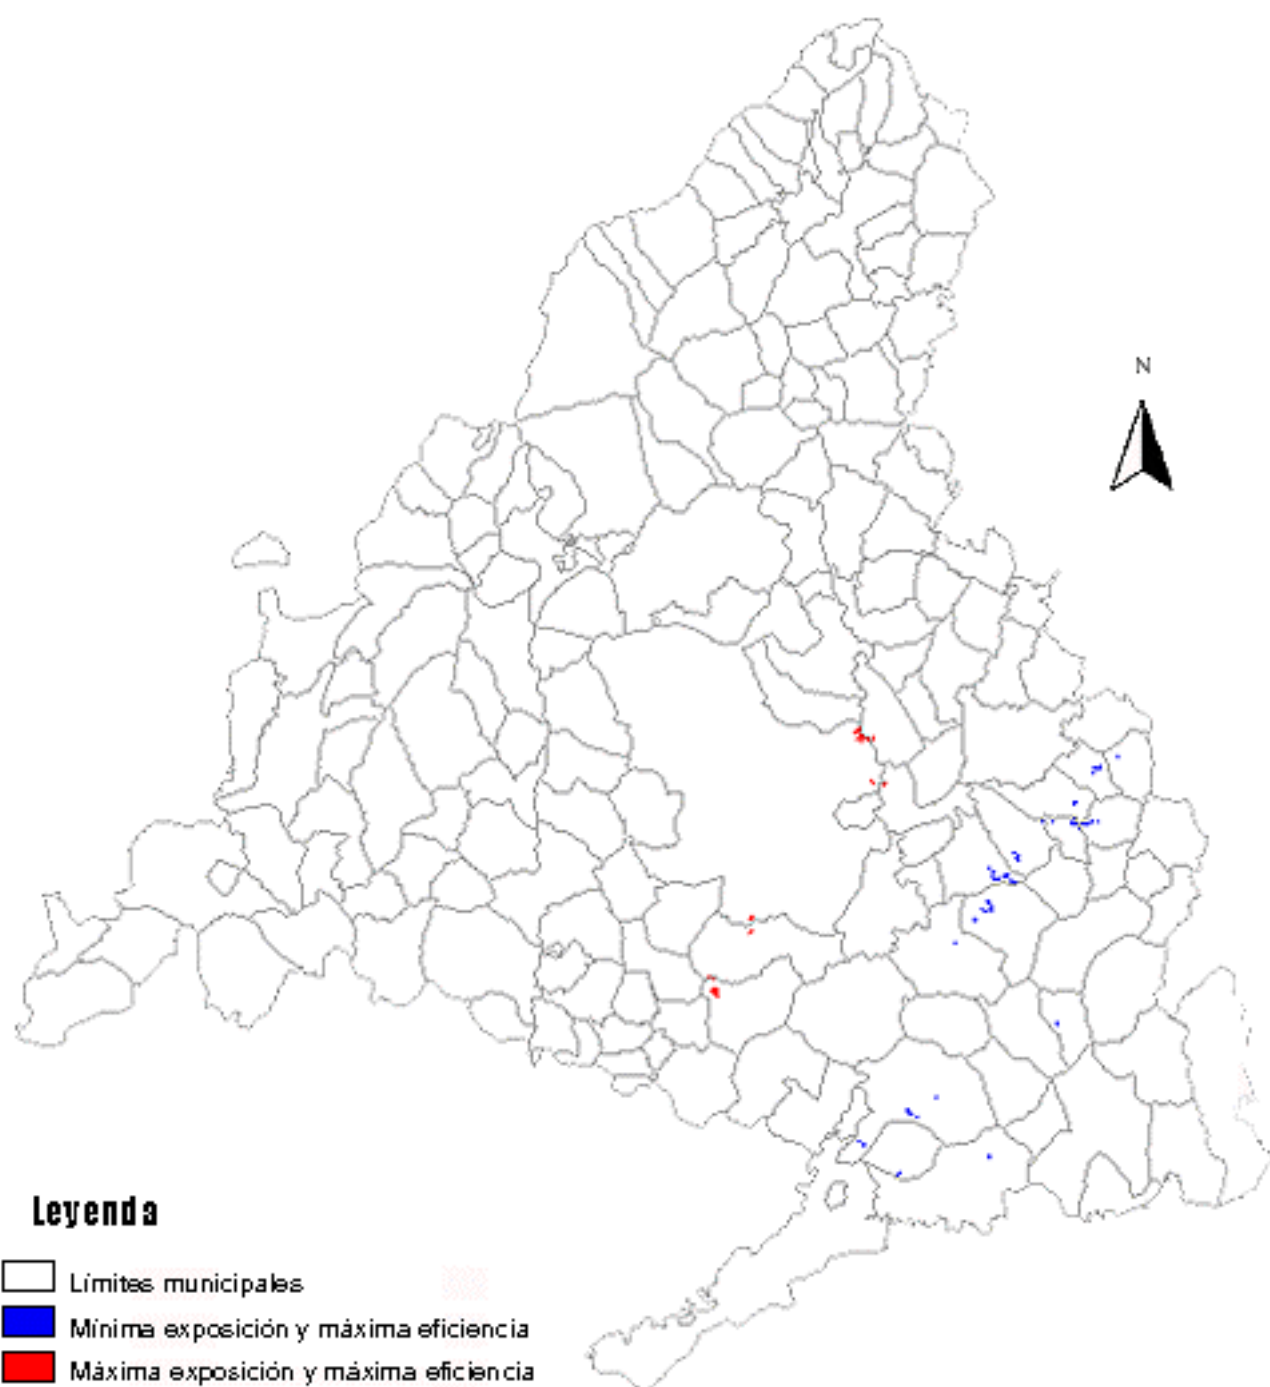 N
Leyenda
Límites municipales
Mínima exposición y máxima eficiencia
Máxima exposición y máxima eficiencia